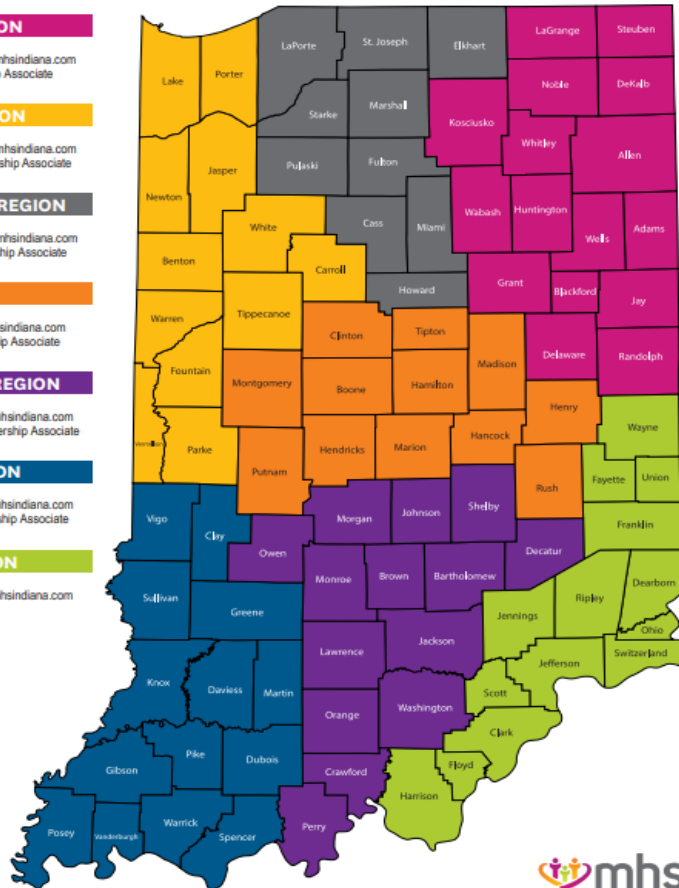 ON
mhsindiana.com
Associate
ON
mhsindiana.com
ship Associate
REGION
mhsindiana.com
hip Associate
sindiana.com
ip Associate
REGION
hsindiana.com
ership Associate
ON
hsindiana.com
ship Associate
ON
hsindiana.com
LaPorte
St. Joseph
Elkhart
LaGrange
Steuben
Lake
Porter
Noble
DeKalb
Starke
Marshall
Kosciusko
Whitley
Allen
Jasper
Pulaski
Fulton
Newton
Wabash
Huntington
White
Cass
Miami
Wells
Adams
Benton
Carroll
Howard
Grant
Blackford
Jay
Warren
Tippecanoe
Clinton
Tipton
Madison
Delaware
Randolph
Fountain
Montgomery
Boone
Hamilton
Henry
Vermillion
Parke
Putnam
Hendricks
Marion
Hancock
Wayne
Rush
Fayette
Union
Vigo
Clay
Owen
Morgan
Johnson
Shelby
Decatur
Franklin
Sullivan
Greene
Monroe
Brown
Bartholomew
Jennings
Ripley
Dearborn
Ohio
Switzerland
Knox
Daviess
Martin
Lawrence
Jackson
Jefferson
Scott
Orange
Washington
Clark
Gibson
Pike
Dubois
Crawford
Floyd
Harrison
Posey
Vanderburgh
Warrick
Spencer
Perry
mhs